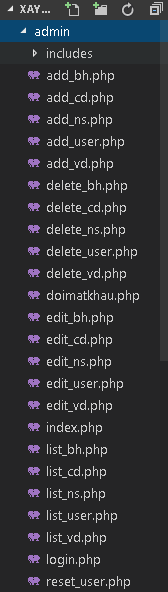 XAY...
admin
includes
add_bh.php
add_cd.php
add_ns.php
add_user.php
add_vd.php
delete_bh.php
delete_cd.php
delete_ns.php
delete_user.php
delete_vd.php
doimatkhau.php
edit_bh.php
edit_cd.php
edit_ns.php
edit_user.php
edit_vd.php
index.php
list_bh.php
list_cd.php
list_ns.php
list_user.php
list_vd.php
login.php
reset_user.php